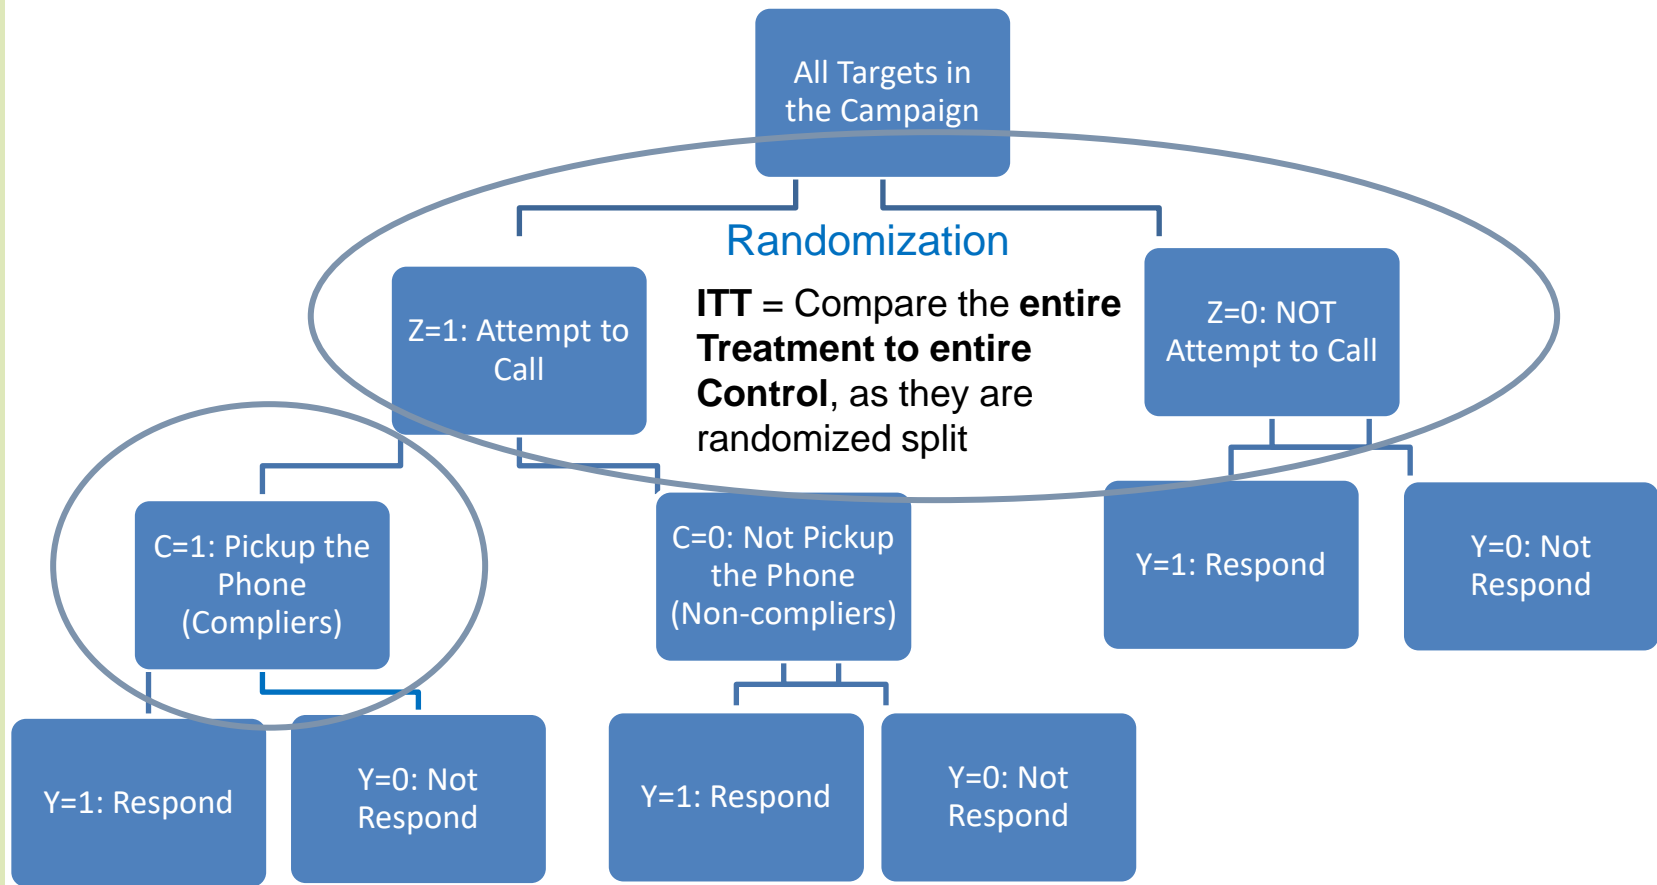 All Targets in
the Campaign
Randomization
Z=1: Attempt to
Call
ITT = Compare the entire
Treatment to entire
Control, as they are
randomized split
Z=0: NOT
Attempt to Call
C=1: Pickup the
Phone
(Compliers)
C=0: Not Pickup
the Phone
(Non-compliers)
Y=1: Respond
Y=0: Not
Respond
Y=1: Respond
Y=0: Not
Respond
Y=1: Respond
Y=0: Not
Respond